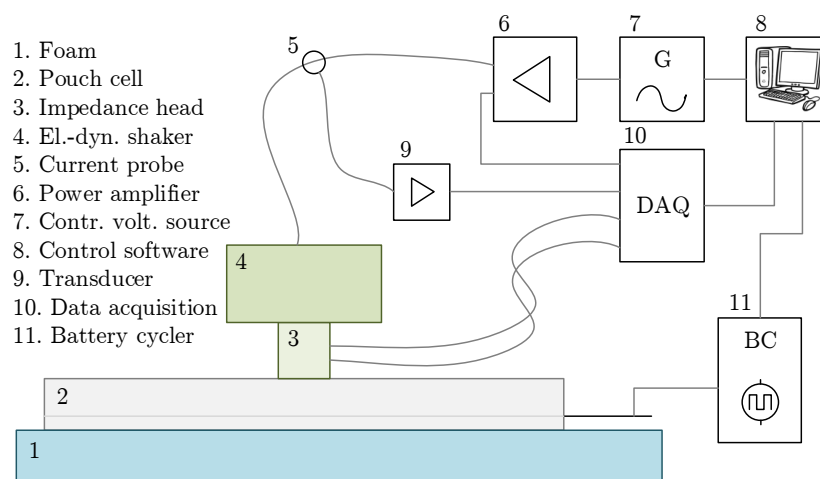 1. Foam
2. Pouch cell
3. Impedance head
4. El.-dyn. shaker
5. Current probe
6. Power amplifier
7. Contr. volt. source
8. Control software
9. Transducer
10. Data acquisition
11. Battery cycler
5
6
7
8
G
9
10
DAQ
4
3
11
BC
2
1